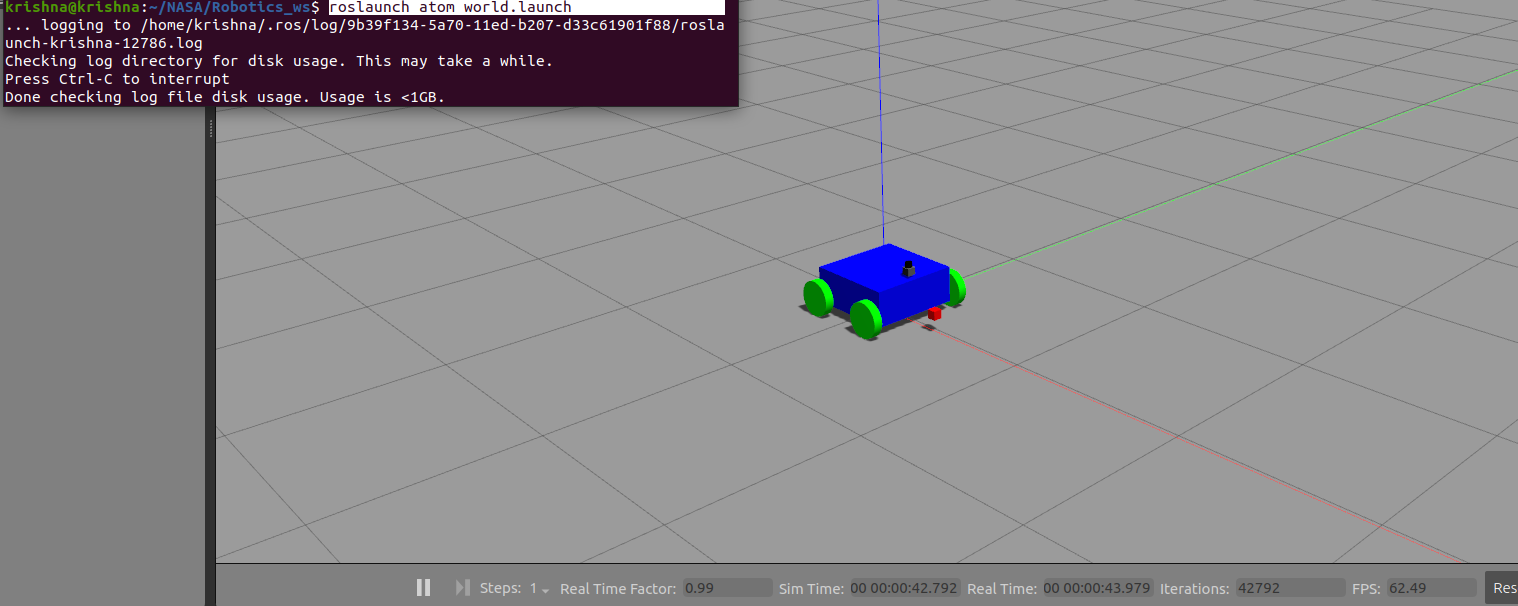 krishna@krishna:~/NASA/Robotics_ws$ roslaunch atom world.launch
... logging to /home/krishna/.ros/log/9b39f134-5a70-11ed-b207-d33c61901f88/rosla
unch-krishna-12786.log
Checking log directory for disk usage. This may take a while.
Press Ctrl-C to interrupt
Done checking log file disk usage. Usage is <1GB.
Steps: 1 Real Time Factor: 0.99 Sim Time: 00 00:00:42.792 Real Time: 00 00:00:43.979 Iterations: 42792 FPS: 62.49 Res